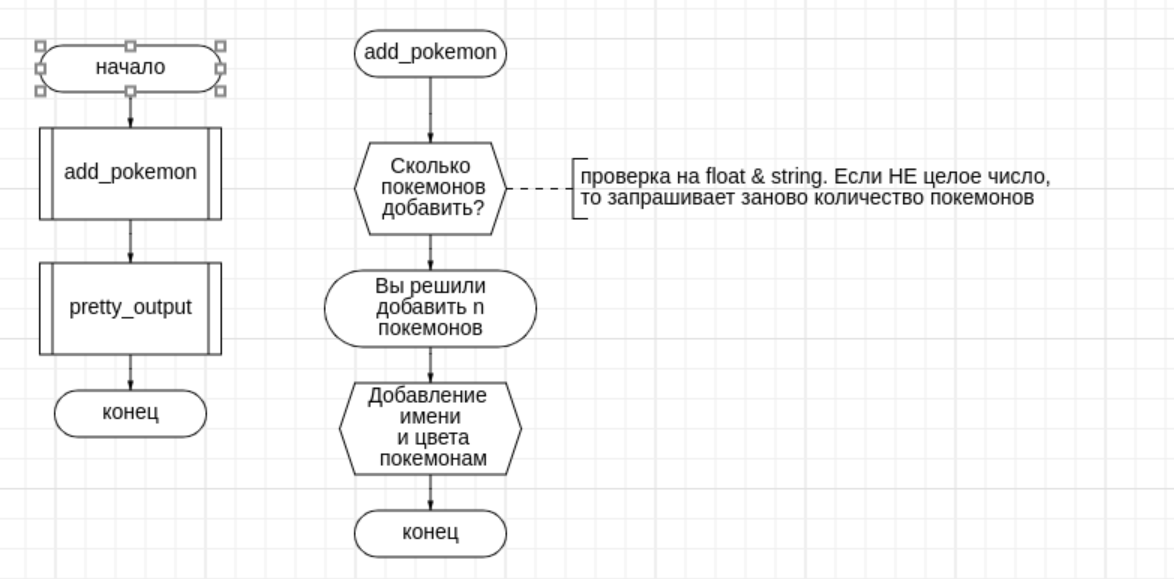 начало
add_pokemon
pretty_output
конец
add_pokemon
Сколько
покемонов
добавить?
проверка на float & string. Если НЕ целое число,
то запрашивает заново количество покемонов
Вы решили
добавить n
покемонов
Добавление
имени
и цвета
покемонам
конец